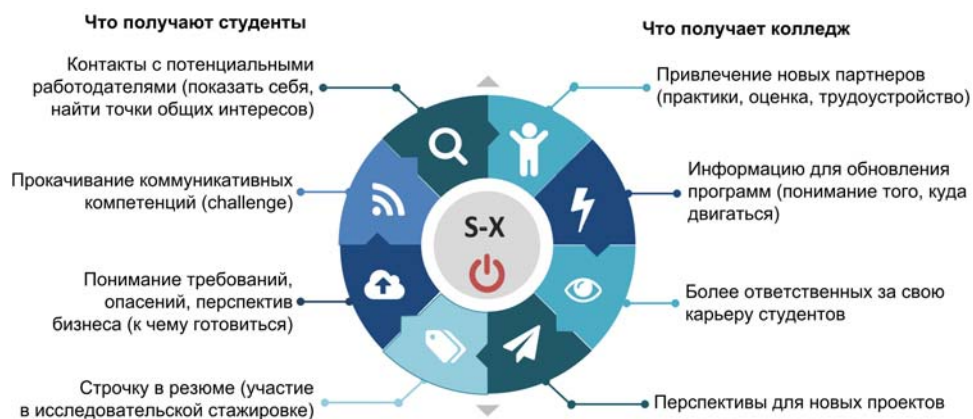 Что получают студенты
Контакты с потенциальными
работодателями (показать себя,
найти точки общих интересов)
Прокачивание коммуникативных
компетенций (challenge)
Понимание требований,
опасений, перспектив
бизнеса (к чему готовиться)
Строчку в резюме (участие
в исследовательской стажировке)
S-X
Что получает колледж
Привлечение новых партнеров
(практики, оценка, трудоустройство)
Информацию для обновления
программ (понимание того, куда
двигаться)
Более ответственных за свою
карьеру студентов
Перспективы для новых проектов